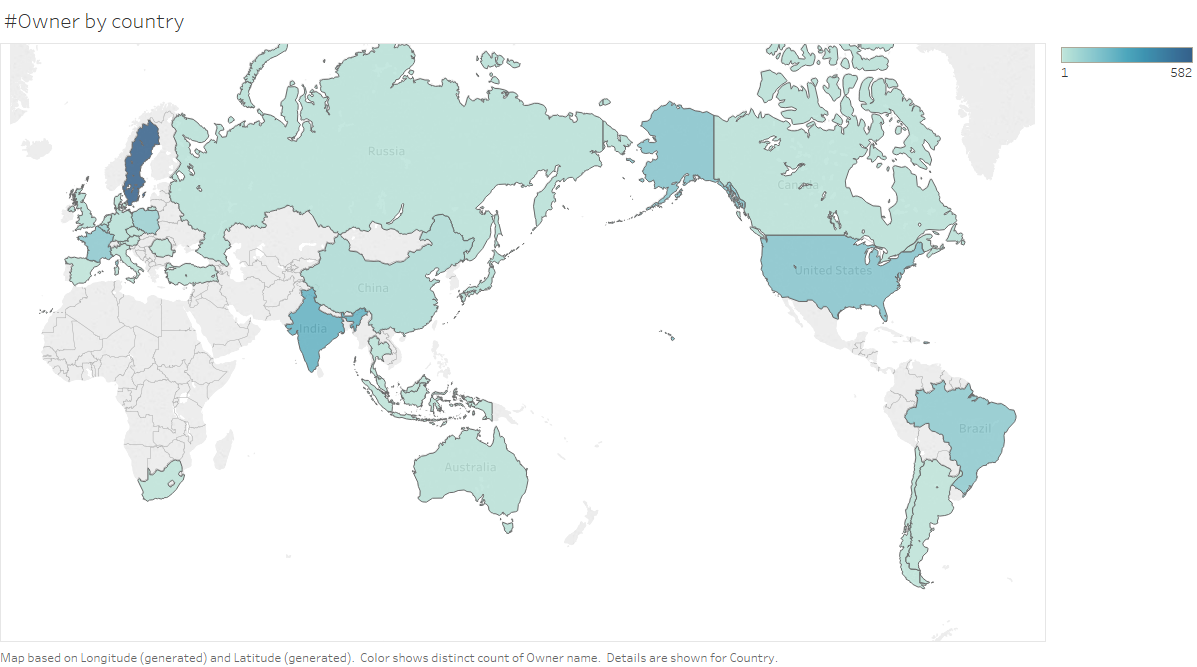 #Owner by country
1 582
Russia
Canada
China
United States
India
Brazil
Australia
Map based on Longitude (generated) and Latitude (generated). Color shows distinct count of Owner name. Details are shown for Country.